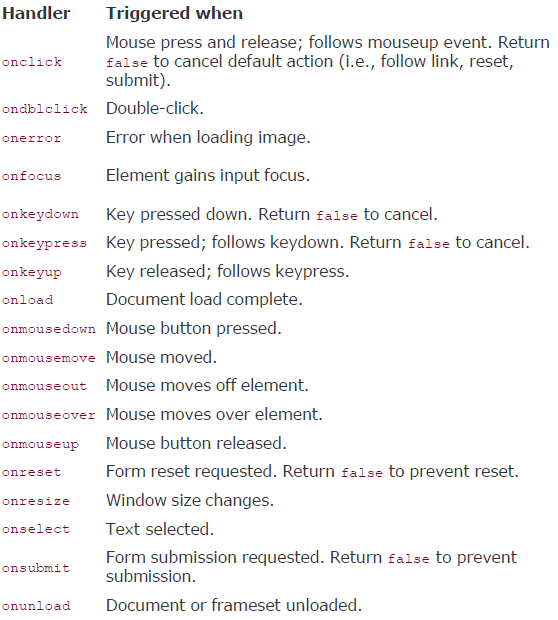 Handler Triggered when
onclick Mouse press and release; follows mouseup event. Return
false to cancel default action (i.e., follow link, reset,
submit).
ondblclick Double-click.
onerror Error when loading image.
onfocus Element gains input focus.
onkeydown Key pressed down. Return false to cancel.
onkeypress Key pressed; follows keydown. Return false to cancel.
onkeyup Key released; follows keypress.
onload Document load complete.
onmousedown Mouse button pressed.
onmousemove Mouse moved.
onmouseout Mouse moves off element.
onmouseover Mouse moves over element.
onmouseup Mouse button released.
onreset Form reset requested. Return false to prevent reset.
onresize Window size changes.
onselect Text selected.
onsubmit Form submission requested. Return false to prevent
submission.
onunload Document or frameset unloaded.